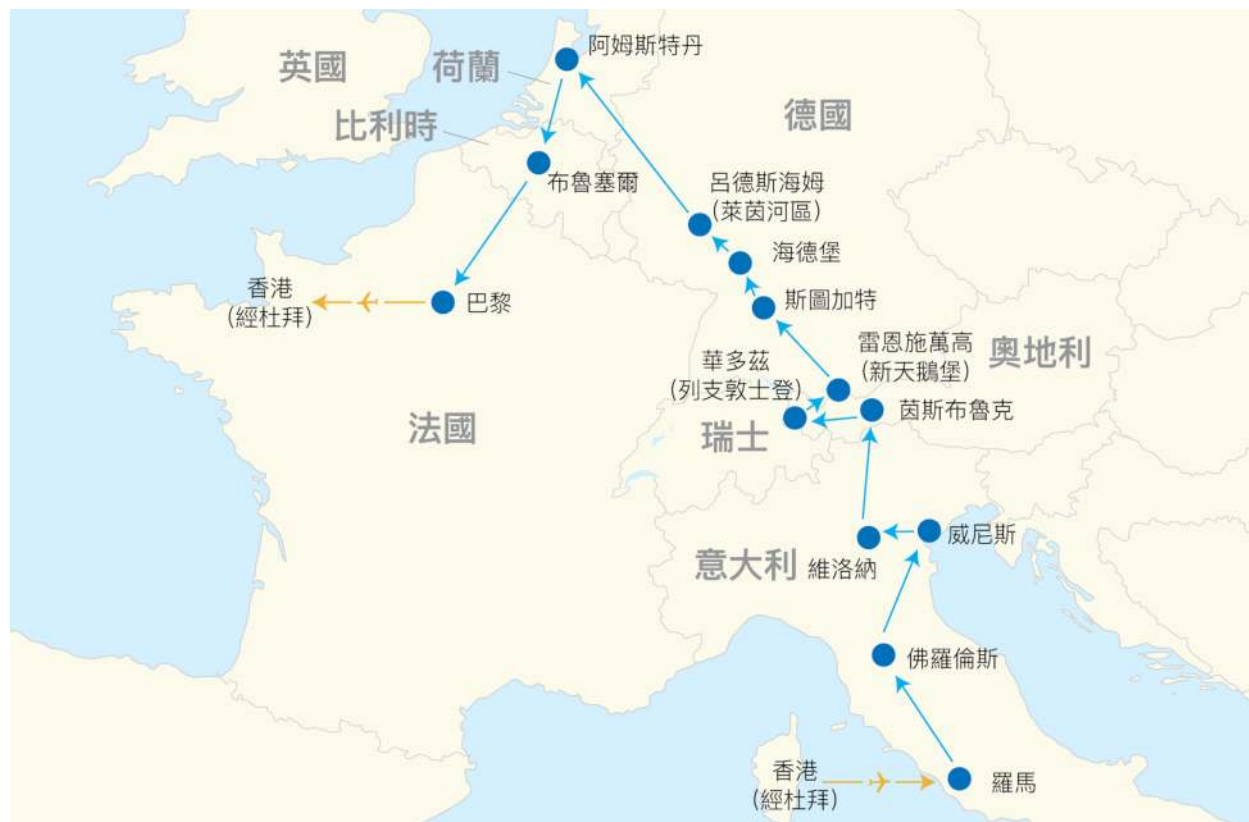 阿姆斯特丹
英國
荷蘭
比利時
德國
布魯塞爾
呂德斯海姆
(萊茵河區)
海德堡
香港
(經杜拜)
巴黎
斯圖加特
雷恩施萬高
(新天鵝堡)
奧地利
華多茲
(列支敦士登)
茵斯布魯克
法國
瑞士
威尼斯
意大利
維洛納
佛羅倫斯
香港
(經杜拜)
羅馬